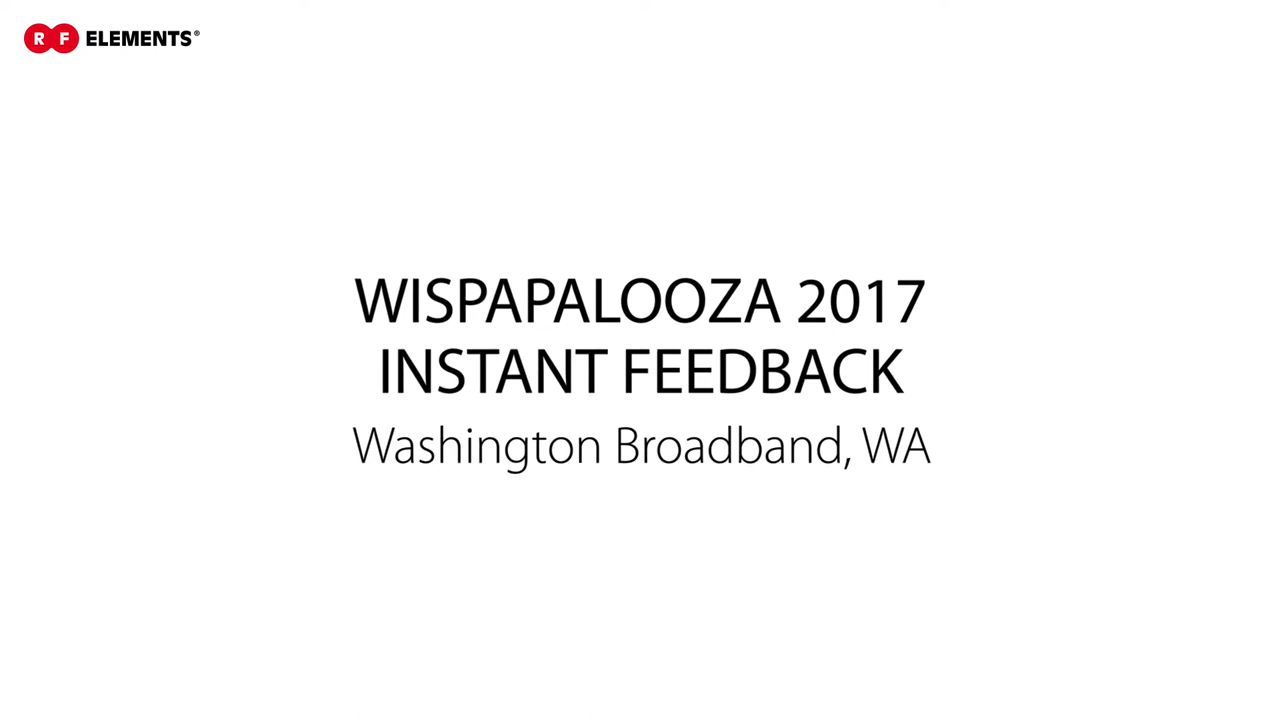 RF ELEMENTS®
WISPAPALOOZA 2017
INSTANT FEEDBACK
Washington Broadband, WA